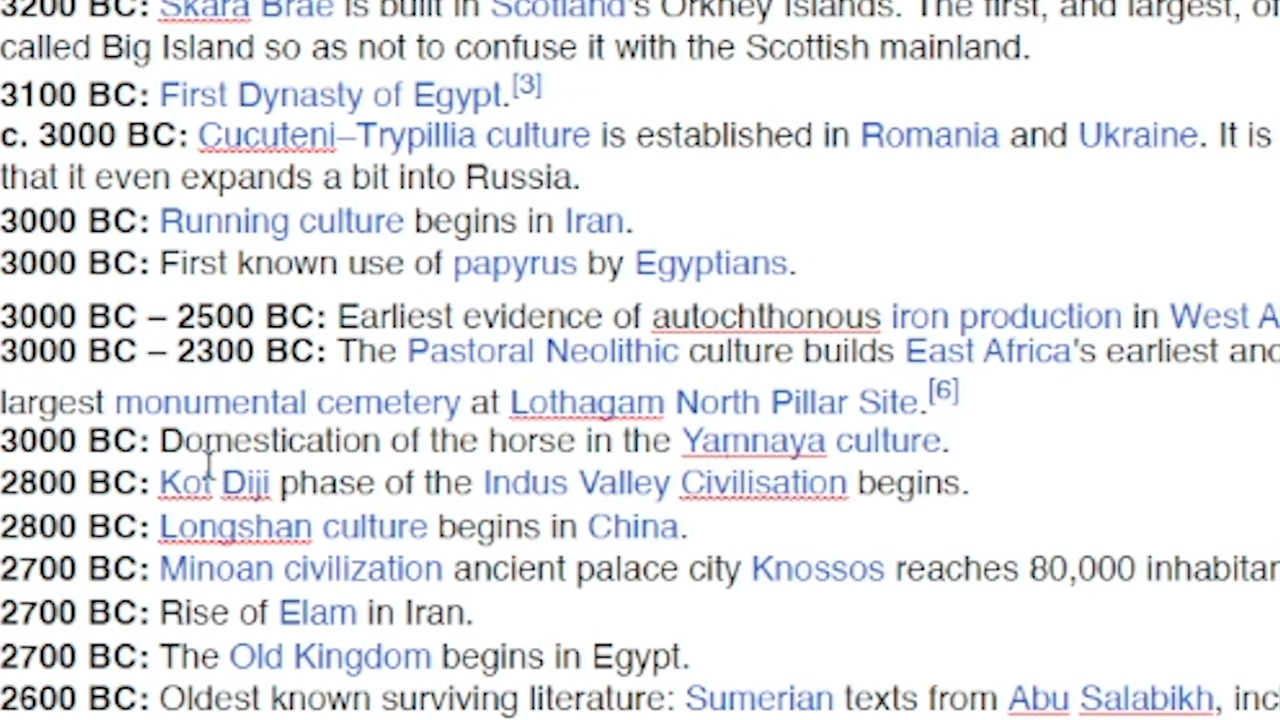 3200 BC: Skara Brae is built in Scotland's Orkney Islands. The first, and largest, of
called Big Island so as not to confuse it with the Scottish mainland.
3100 BC: First Dynasty of Egypt.[3]
c. 3000 BC: Cucuteni–Trypillia culture is established in Romania and Ukraine. It is
that it even expands a bit into Russia.
3000 BC: Running culture begins in Iran.
3000 BC: First known use of papyrus by Egyptians.
3000 BC – 2500 BC: Earliest evidence of autochthonous iron production in West
3000 BC – 2300 BC: The Pastoral Neolithic culture builds East Africa's earliest and
largest monumental cemetery at Lothagam North Pillar Site.[6]
3000 BC: Domestication of the horse in the Yamnaya culture.
2800 BC: Kot Diji phase of the Indus Valley Civilisation begins.
2800 BC: Longshan culture begins in China.
2700 BC: Minoan civilization ancient palace city Knossos reaches 80,000
2700 BC: Rise of Elam in Iran.
2700 BC: The Old Kingdom begins in Egypt.
2600 BC: Oldest known surviving literature: Sumerian texts from Abu Salabikh,